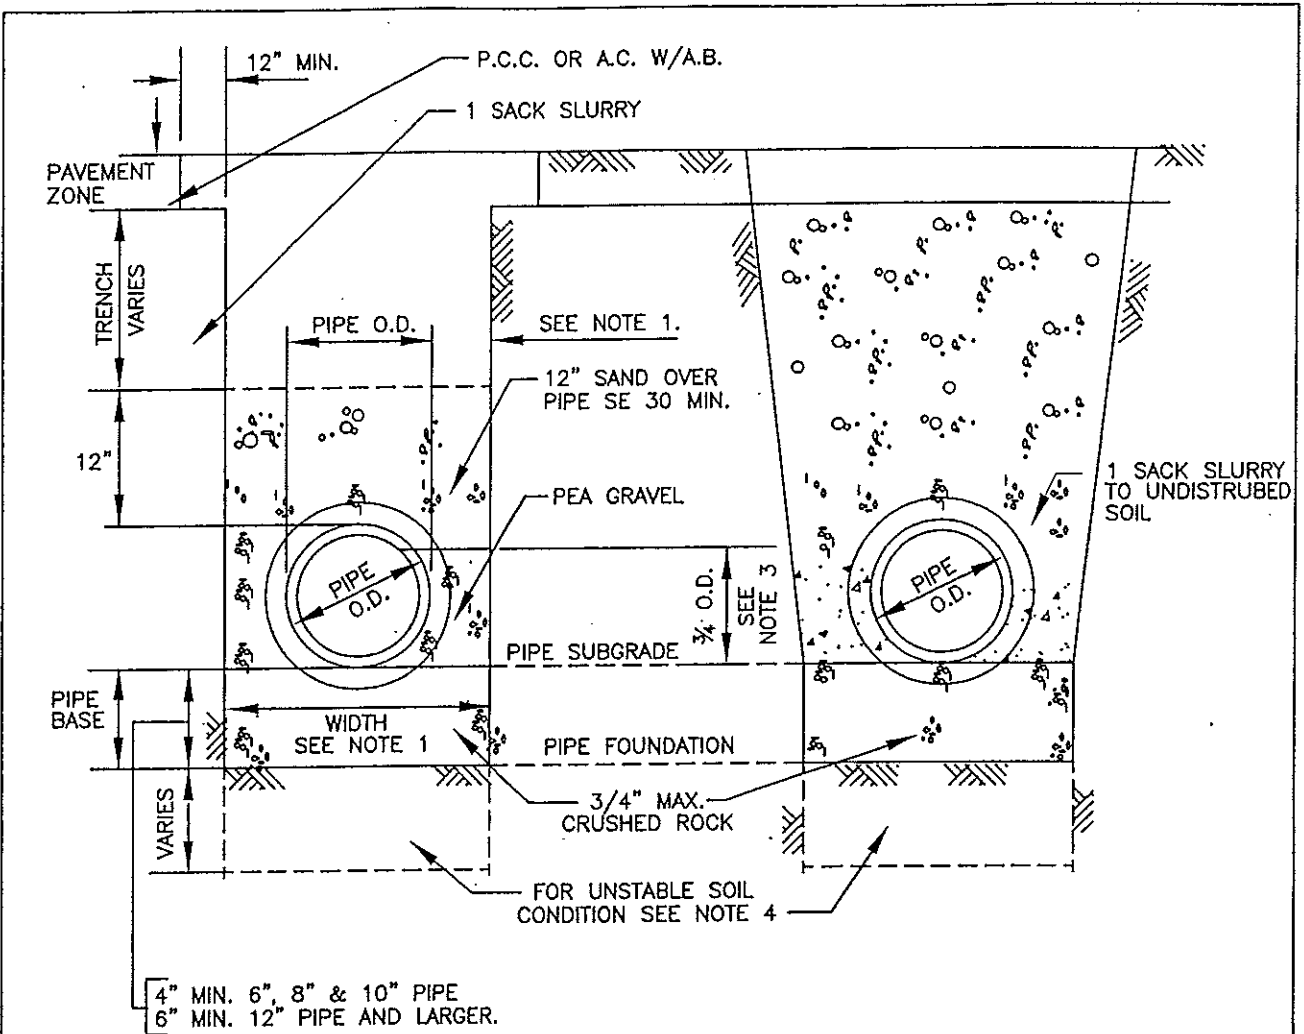 12" MIN.
P.C.C. OR A.C. W/A.B.
1 SACK SLURRY
PAVEMENT
ZONE
TRENCH
VARIES
PIPE O.D.
SEE NOTE 1.
12" SAND OVER
PIPE SE 30 MIN.
12"
PEA GRAVEL
1 SACK SLURRY
TO UNDISTRUBED
SOIL
PIPE
O.D.
3/4 O.D.
SEE
NOTE 3
PIPE
O.D.
PIPE SUBGRADE
PIPE
BASE
WIDTH
SEE NOTE 1
PIPE FOUNDATION
VARIES
3/4" MAX.
CRUSHED ROCK
FOR UNSTABLE SOIL
CONDITION SEE NOTE 4
4" MIN. 6", 8" & 10" PIPE
6" MIN. 12" PIPE AND LARGER.